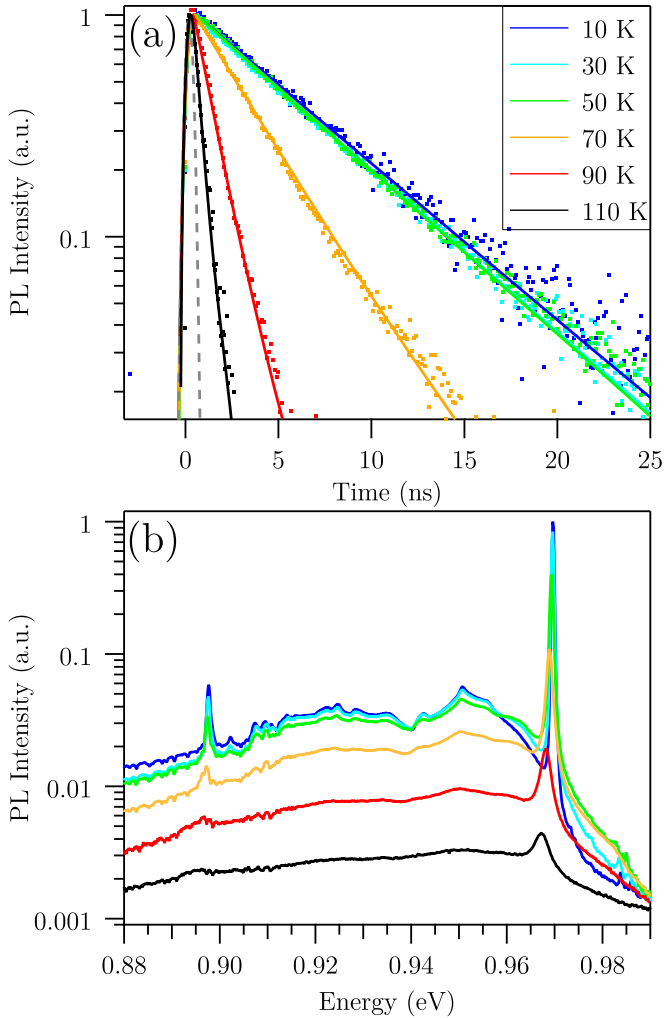 (a)
PL Intensity (a.u.)
1
0.1
10 K
30 K
50 K
70 K
90 K
110 K
0 5 10 15 20 25
Time (ns)
(b)
PL Intensity (a.u.)
1
0.1
0.01
0.001
0.88 0.90 0.92 0.94 0.96 0.98
Energy (eV)